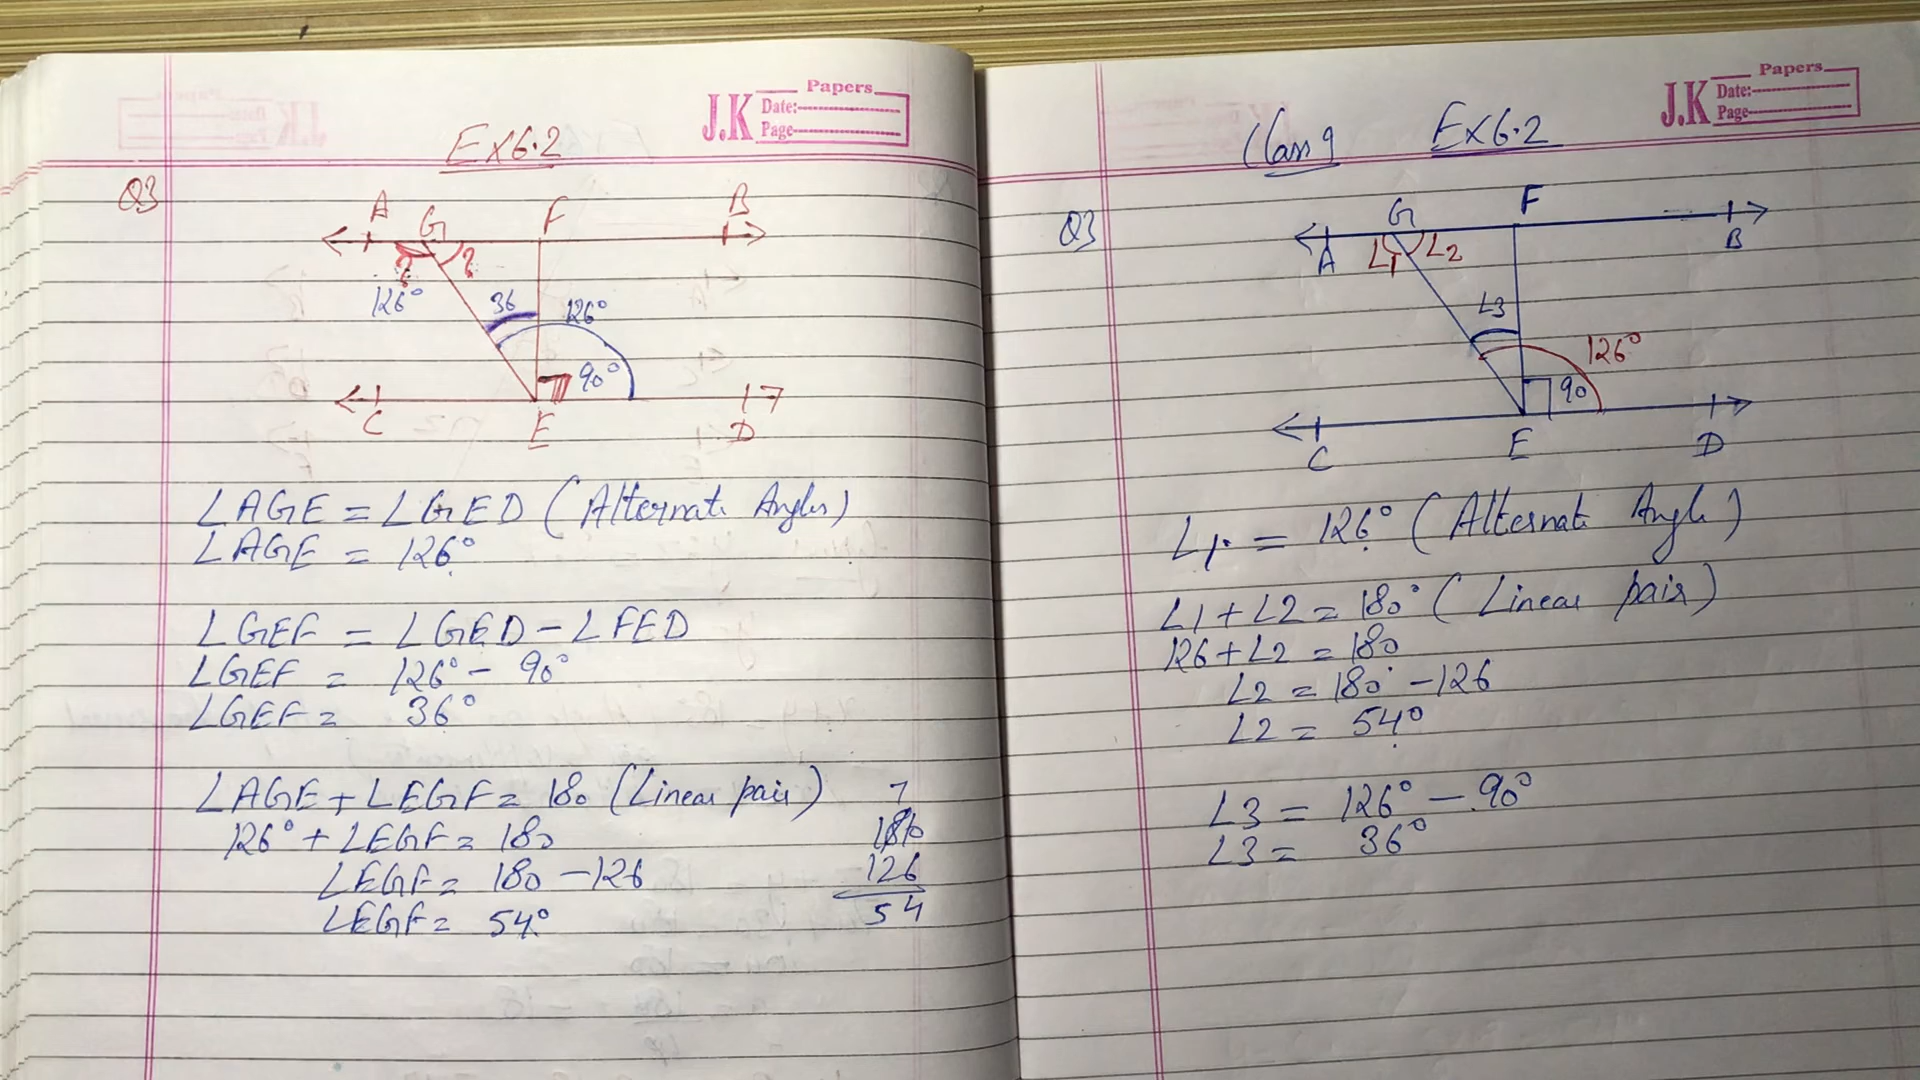 J.K Papers
Date:
Page
Ex 6.2
Q3
A G F B
? ?
126° 36 126°
90°
C E D
∠AGE = ∠GED (Alternate Angles)
∠AGE = 126°
∠GEF = ∠GED - ∠FED
∠GEF = 126° - 90°
∠GEF = 36°
∠AGE + ∠EGF = 180 (Linear pair)
126° + ∠EGF = 180
∠EGF = 180 - 126
∠EGF = 54°
7
180
126
54
J.K Papers
Date:
Page
Class 9 Ex 6.2
Q3
G F
A ∠1 ∠2 B
∠3
126°
90
C E D
∠1 = 126° (Alternate Angle)
∠1 + ∠2 = 180° (Linear pair)
126 + ∠2 = 180
∠2 = 180 - 126
∠2 = 54°
∠3 = 126° - 90°
∠3 = 36°